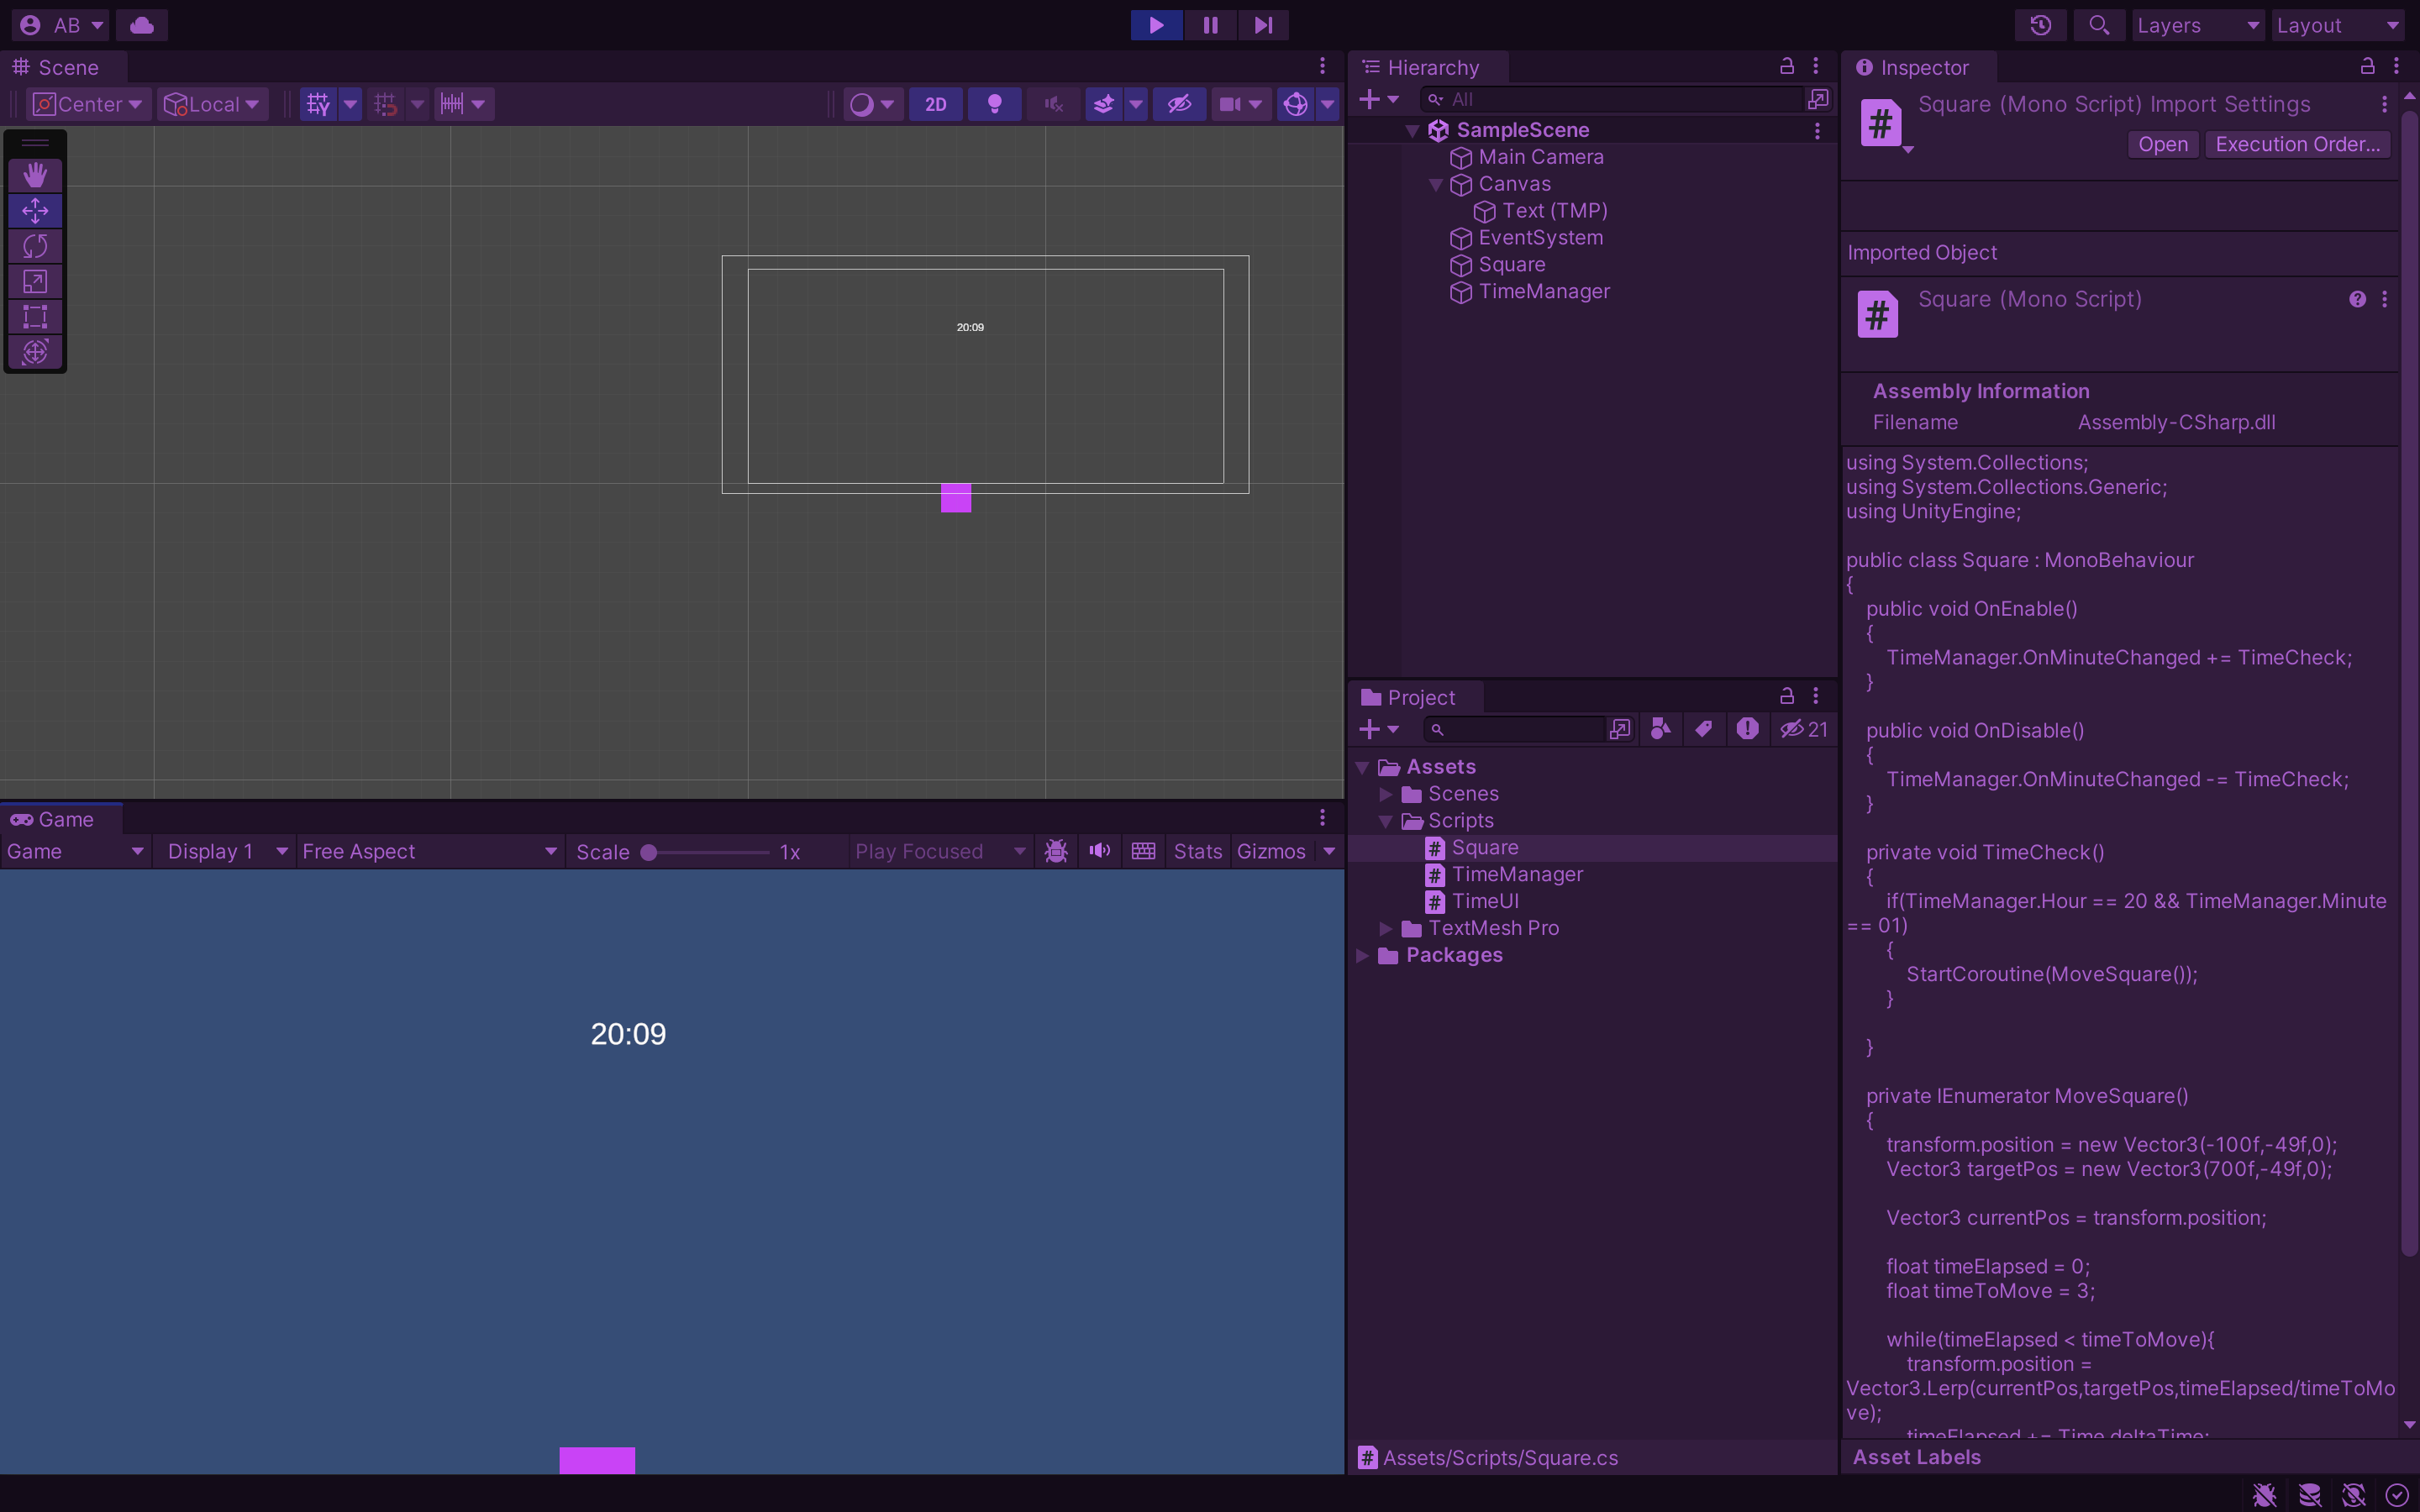 AB
Layers
Layout
Scene
Center
Local
2D
20:09
Game
Game
Display 1
Free Aspect
Scale
1x
Play Focused
Stats
Gizmos
20:09
Hierarchy
All
SampleScene
Main Camera
Canvas
Text (TMP)
EventSystem
Square
TimeManager
Project
21
Assets
Scenes
Scripts
Square
TimeManager
TimeUI
TextMesh Pro
Packages
Assets/Scripts/Square.cs
Inspector
Square (Mono Script) Import Settings
Open
Execution Order...
Imported Object
Square (Mono Script)
Assembly Information
Filename Assembly-CSharp.dll
using System.Collections;
using System.Collections.Generic;
using UnityEngine;
public class Square : MonoBehaviour
{
public void OnEnable()
{
TimeManager.OnMinuteChanged += TimeCheck;
}
public void OnDisable()
{
TimeManager.OnMinuteChanged -= TimeCheck;
}
private void TimeCheck()
{
if(TimeManager.Hour == 20 && TimeManager.Minute
== 01)
{
StartCoroutine(MoveSquare());
}
}
private IEnumerator MoveSquare()
{
transform.position = new Vector3(-100f,-49f,0);
Vector3 targetPos = new Vector3(700f,-49f,0);
Vector3 currentPos = transform.position;
float timeElapsed = 0;
float timeToMove = 3;
while(timeElapsed < timeToMove){
transform.position =
Vector3.Lerp(currentPos,targetPos,timeElapsed/timeToMo
ve);
timeElapsed += Time.deltaTime;
Asset Labels